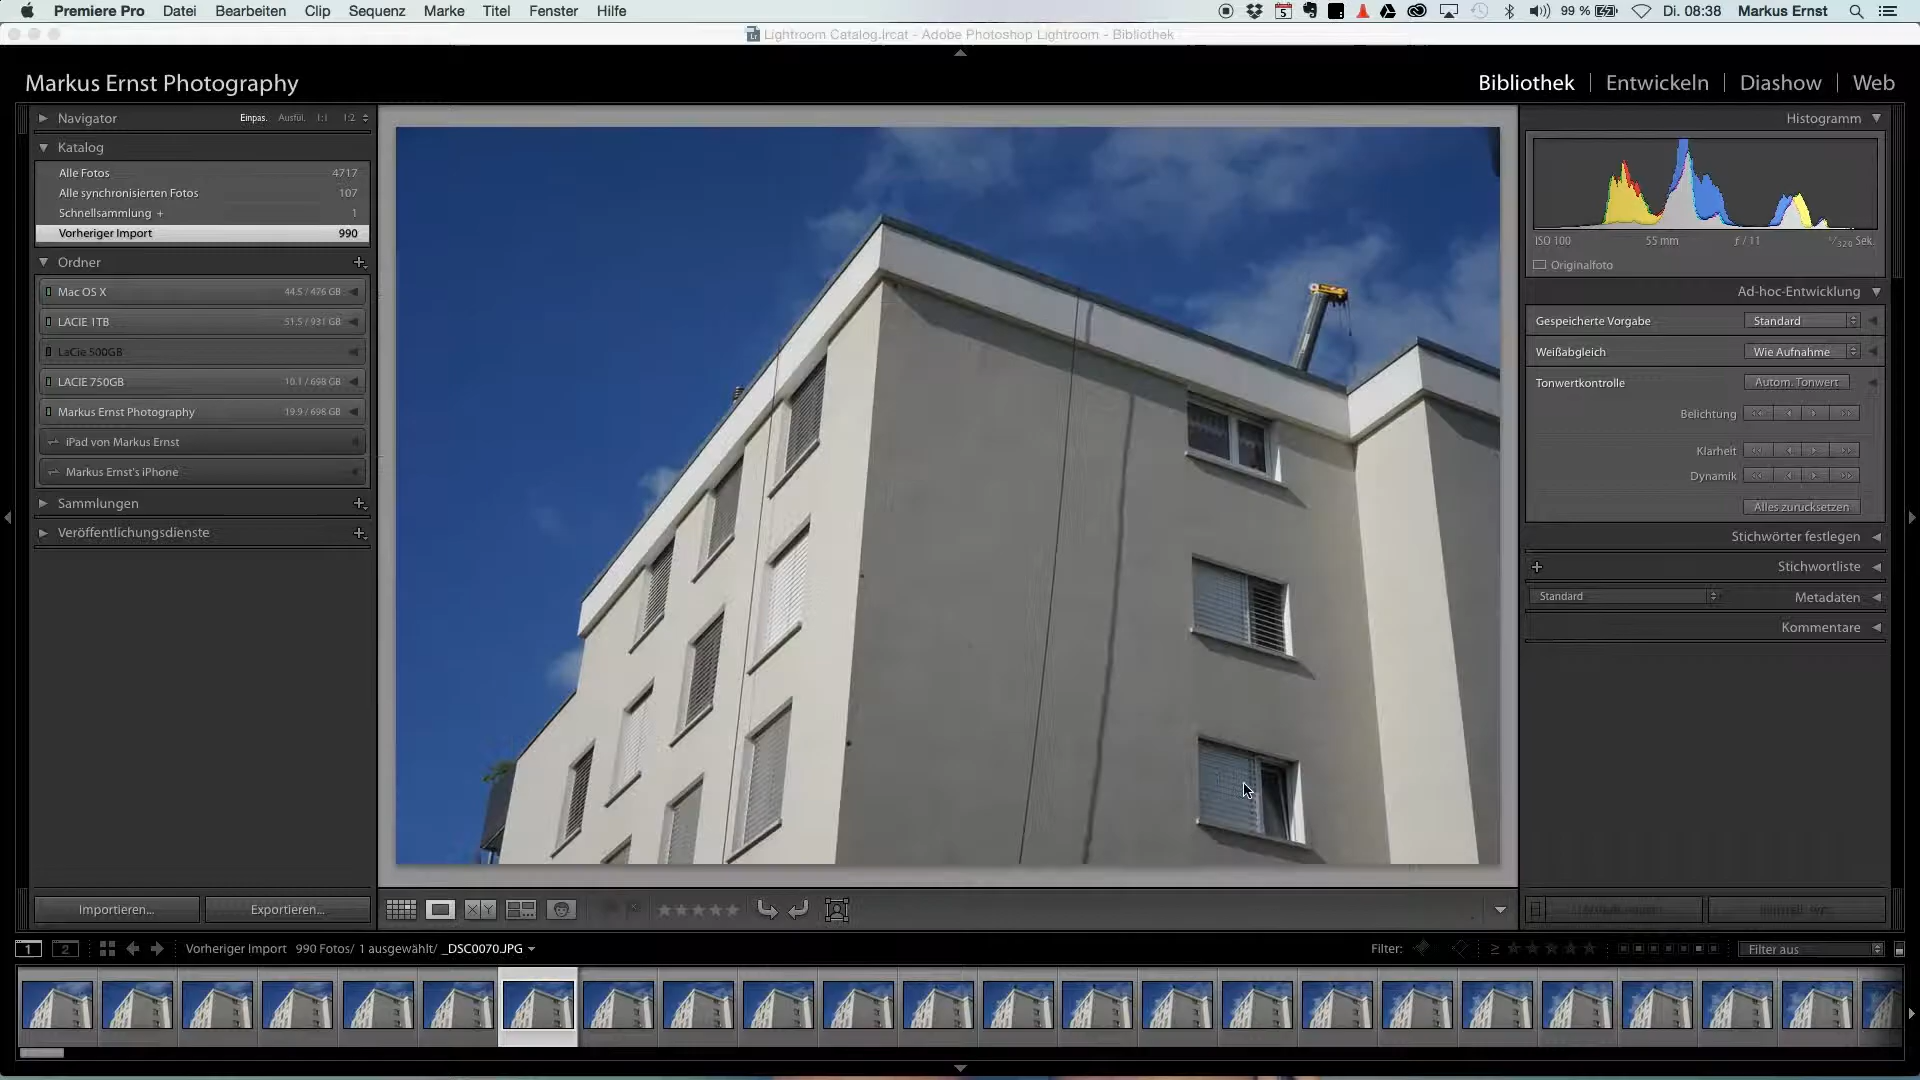 Premiere Pro Datei Bearbeiten Clip Sequenz Marke Titel Fenster Hilfe 5 99 % Di. 08:38 Markus Ernst
Lightroom Catalog.lrcat - Adobe Photoshop Lightroom - Bibliothek
Markus Ernst Photography
Bibliothek | Entwickeln | Diashow | Web
Navigator Einpas. Ausfül. 1:1 1:2
Katalog
Alle Fotos 4717
Alle synchronisierten Fotos 107
Schnellsammlung + 1
Vorheriger Import 990
Ordner
Mac OS X 44.5 / 476 GB
LACIE 1TB 51.5 / 931 GB
LaCie 500GB
LACIE 750GB 10.1 / 698 GB
Markus Ernst Photography 19.9 / 698 GB
iPad von Markus Ernst
Markus Ernst's iPhone
Sammlungen
Veröffentlichungsdienste
Importieren... Exportieren...
Histogramm
ISO 100 55 mm f / 11 1/320 Sek.
Originalfoto
Ad-hoc-Entwicklung
Gespeicherte Vorgabe Standard
Weißabgleich Wie Aufnahme
Tonwertkontrolle Autom. Tonwert
Belichtung
Klarheit
Dynamik
Alles zurücksetzen
Stichwörter festlegen
Stichwortliste
Standard Metadaten
Kommentare
X Y
1 2 Vorheriger Import 990 Fotos/ 1 ausgewählt/ _DSC0070.JPG Filter: Filter aus